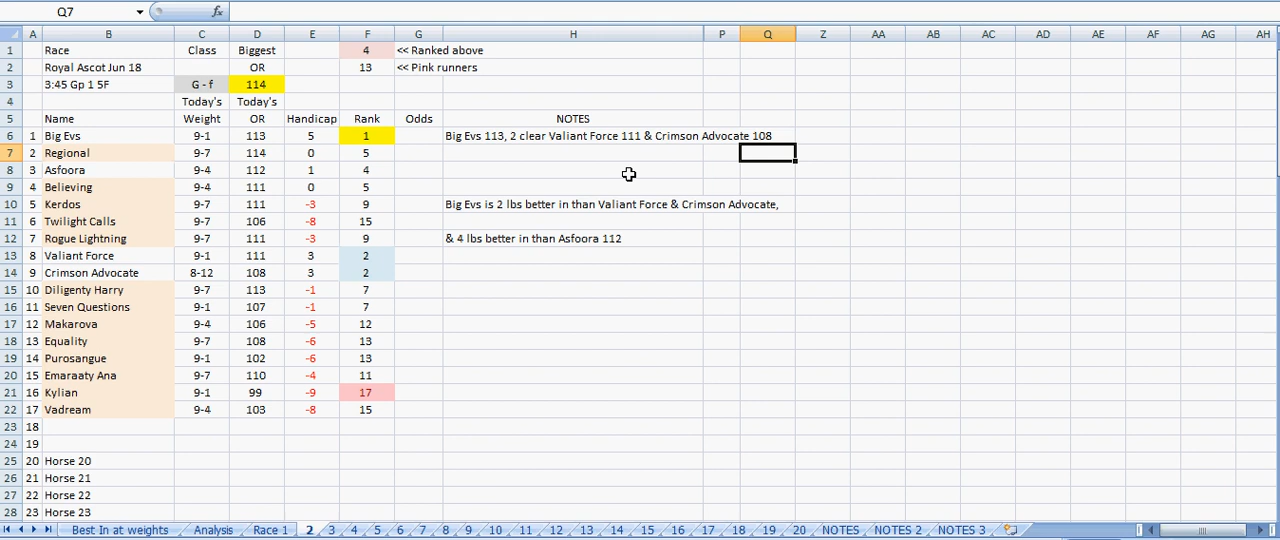 Q7 fx
A B C D E F G H P Q Z AA AB AC AD AE AF AG AH
1 Race Class Biggest 4 << Ranked above
2 Royal Ascot Jun 18 OR 13 << Pink runners
3 3:45 Gp 1 5F G - f 114
4 Today's Today's
5 Name Weight OR Handicap Rank Odds NOTES
6 1 Big Evs 9-1 113 5 1 Big Evs 113, 2 clear Valiant Force 111 & Crimson Advocate 108
7 2 Regional 9-7 114 0 5
8 3 Asfoora 9-4 112 1 4
9 4 Believing 9-4 111 0 5
10 5 Kerdos 9-7 111 -3 9 Big Evs is 2 lbs better in than Valiant Force & Crimson Advocate,
11 6 Twilight Calls 9-7 106 -8 15
12 7 Rogue Lightning 9-7 111 -3 9 & 4 lbs better in than Asfoora 112
13 8 Valiant Force 9-1 111 3 2
14 9 Crimson Advocate 8-12 108 3 2
15 10 Diligenty Harry 9-7 113 -1 7
16 11 Seven Questions 9-1 107 -1 7
17 12 Makarova 9-4 106 -5 12
18 13 Equality 9-7 108 -6 13
19 14 Purosangue 9-1 102 -6 13
20 15 Emaraaty Ana 9-7 110 -4 11
21 16 Kylian 9-1 99 -9 17
22 17 Vadream 9-4 103 -8 15
23 18
24 19
25 20 Horse 20
26 21 Horse 21
27 22 Horse 22
28 23 Horse 23
Best In at weights Analysis Race 1 2 3 4 5 6 7 8 9 10 11 12 13 14 15 16 17 18 19 20 NOTES NOTES 2 NOTES 3